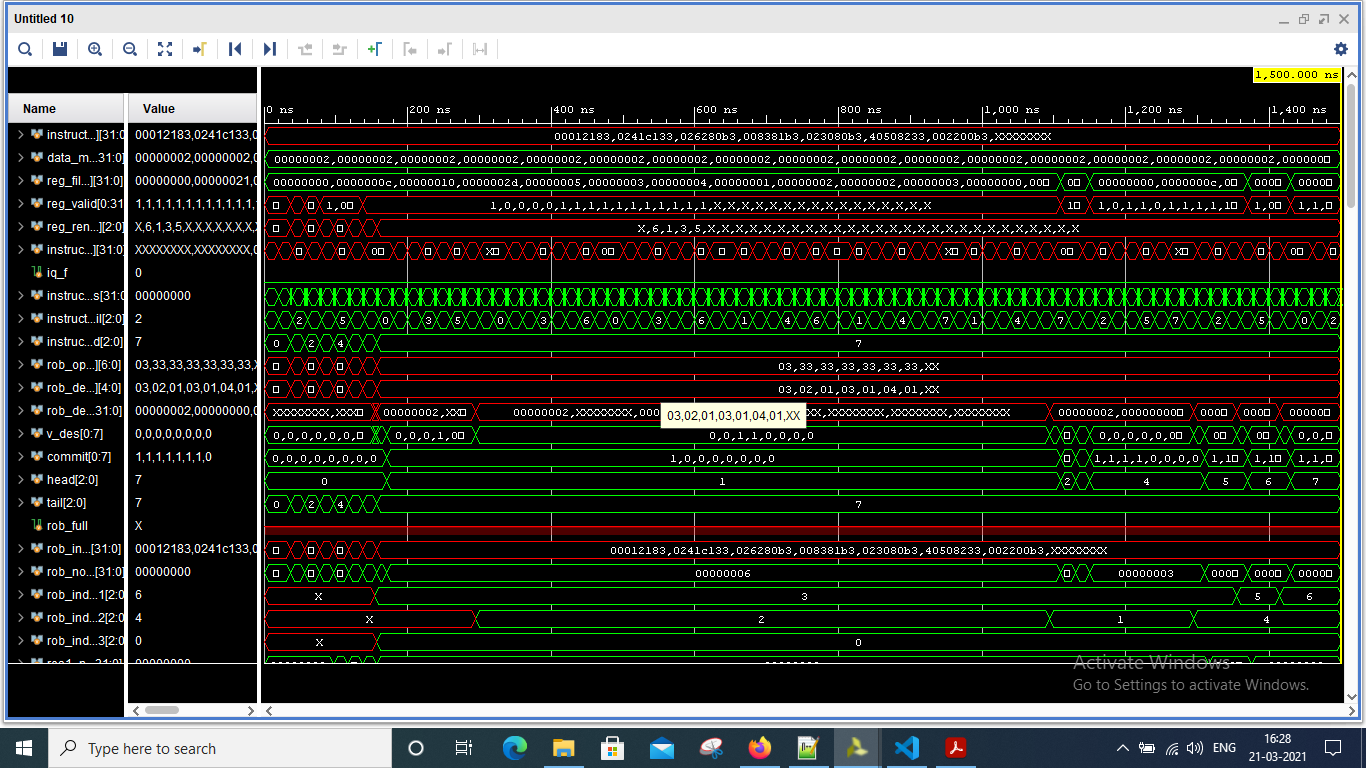 Untitled 10
1,500.000 ns
Name Value
0 ns 200 ns 400 ns 600 ns 800 ns 1,000 ns 1,200 ns 1,400 ns
instruct...][31:0 00012183,0241c133,0 00012183,0241c133,026280b3,008381b3,023080b3,40508233,002200b3,XXXXXXXX
data_m...31:0] 00000002,00000002,0 00000002,00000002,00000002,00000002,00000002,00000002,00000002,00000002,00000002,00000002,00000002,00000002,00000002,0000000
reg_fil...][31:0] 00000000,00000021,0 00000000,0000000c,00000010,0000002d,00000005,00000003,00000004,00000001,00000002,00000002,00000003,00000000,00 0 00000000,0000000c,0 000 0000
reg_valid[0:31 1,1,1,1,1,1,1,1,1,1,1, 1,0 1,0,0,0,0,1,1,1,1,1,1,1,1,1,1,1,X,X,X,X,X,X,X,X,X,X,X,X,X,X,X,X 1 1,0,1,1,0,1,1,1,1,1 1,0 1,1,
reg_ren...][2:0] X,6,1,3,5,X,X,X,X,X,X,X X,6,1,3,5,X,X,X,X,X,X,X,X,X,X,X,X,X,X,X,X,X,X,X,X,X,X,X,X,X,X,X
instruc...][31:0] XXXXXXXX,XXXXXXXX,0 0 X 0 0 X 0 0 X 0
iq_f 0
instruc...s[31:0 00000000
instruct...il[2:0] 2 2 5 0 3 5 0 3 6 0 3 6 1 4 6 1 4 7 1 4 7 2 5 7 2 5 0 2
instruc...d[2:0] 7 0 2 4 7
rob_op...][6:0] 03,33,33,33,33,33,33,X 03,33,33,33,33,33,33,XX
rob_de...][4:0] 03,02,01,03,01,04,01,X 03,02,01,03,01,04,01,XX
rob_de...31:0] 00000002,00000000,0 XXXXXXXX,XXX 00000002,XX 00000002,XXXXXXXX,000 XX,XXXXXXXX,XXXXXXXX,XXXXXXXX 00000002,00000000 000 000 00000
03,02,01,03,01,04,01,XX
v_des[0:7] 0,0,0,0,0,0,0,0 0,0,0,0,0,0,0, 0,0,0,1,0 0,0,1,1,0,0,0,0 0,0,0,0,0,0 0 0 0,0,
commit[0:7] 1,1,1,1,1,1,1,0 0,0,0,0,0,0,0,0 1,0,0,0,0,0,0,0 1,1,1,1,0,0,0,0 1,1 1,1 1,1,
head[2:0] 7 0 1 2 4 5 6 7
tail[2:0] 7 0 2 4 7
rob_full X
rob_in...[31:0] 00012183,0241c133,0 00012183,0241c133,026280b3,008381b3,023080b3,40508233,002200b3,XXXXXXXX
rob_no...[31:0] 00000000 00000006 00000003 000 000 0000
rob_ind...1[2:0 6 X 3 5 6
rob_ind...2[2:0 4 X 2 1 4
rob_ind...3[2:0 0 X 0
Activate Windows
Go to Settings to activate Windows.
Type here to search
ENG
16:28
21-03-2021